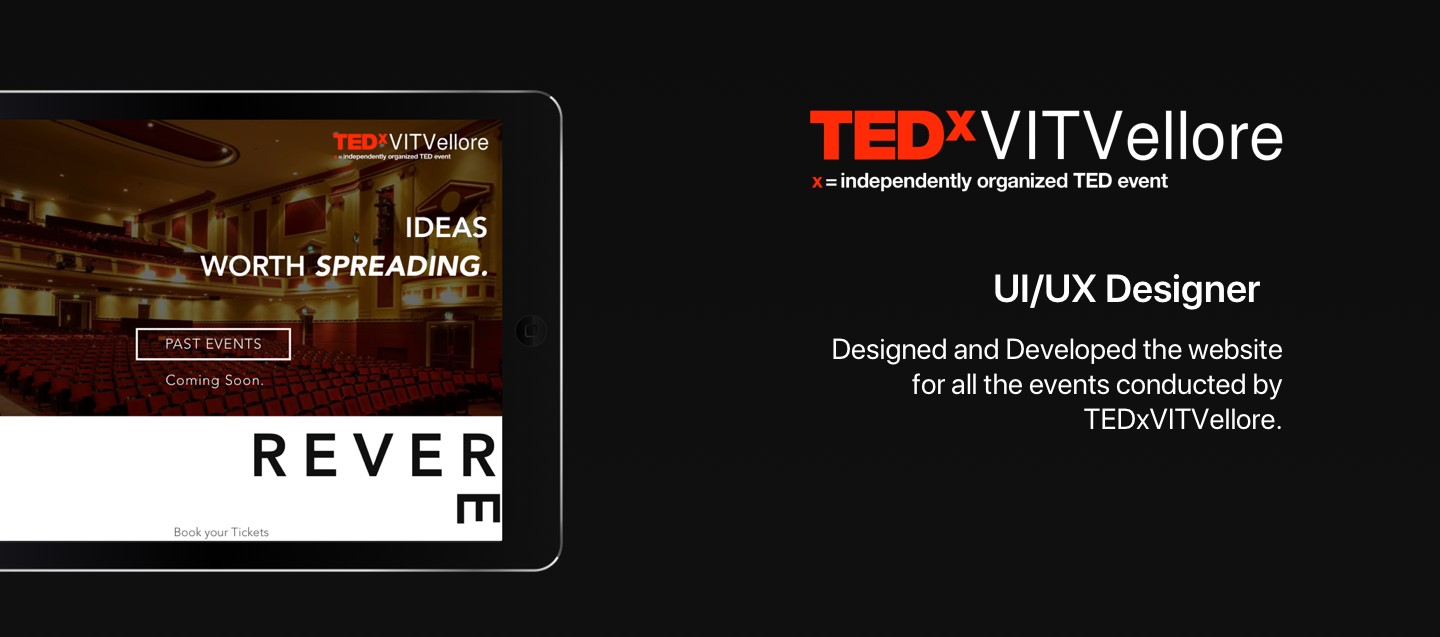 TEDxVITVellore
x = independently organized TED event
IDEAS
WORTH SPREADING.
PAST EVENTS
Coming Soon.
REVER
E
Book your Tickets
TEDxVITVellore
x = independently organized TED event
UI/UX Designer
Designed and Developed the website
for all the events conducted by
TEDxVITVellore.